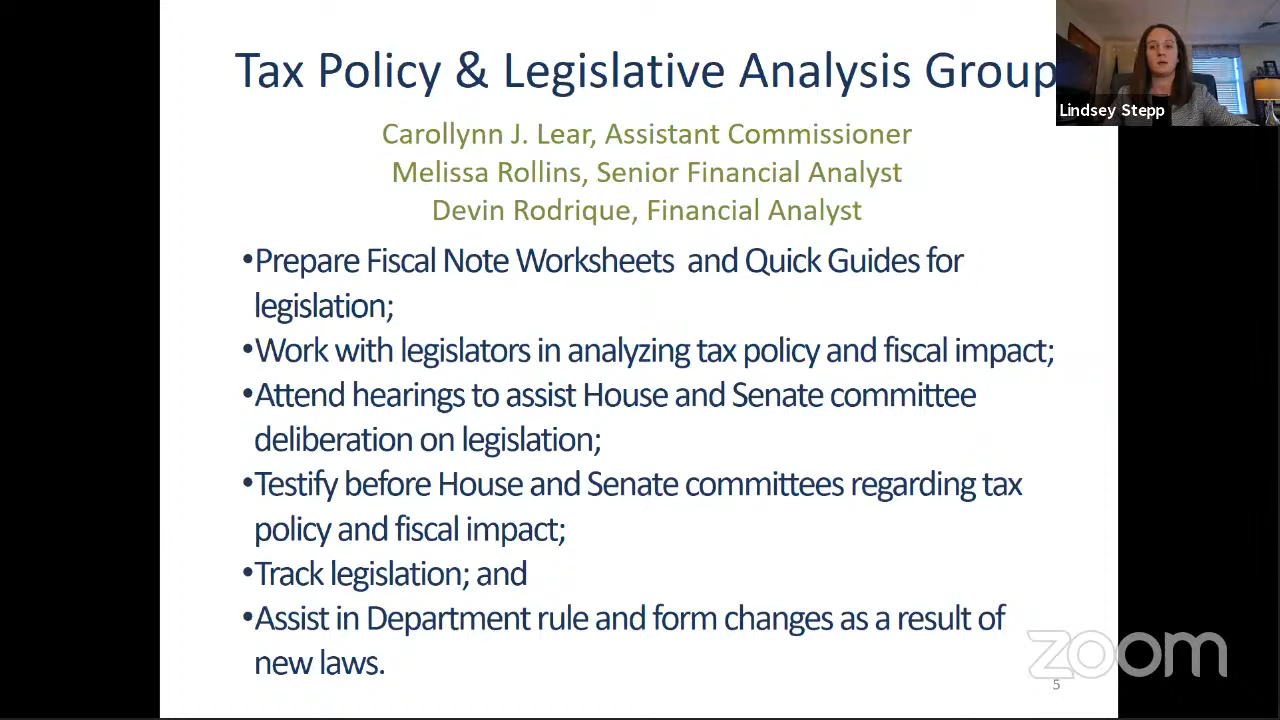 Tax Policy & Legislative Analysis Group
Lindsey Stepp
Carollynn J. Lear, Assistant Commissioner
Melissa Rollins, Senior Financial Analyst
Devin Rodrique, Financial Analyst
•Prepare Fiscal Note Worksheets and Quick Guides for
legislation;
•Work with legislators in analyzing tax policy and fiscal impact;
•Attend hearings to assist House and Senate committee
deliberation on legislation;
•Testify before House and Senate committees regarding tax
policy and fiscal impact;
•Track legislation; and
•Assist in Department rule and form changes as a result of
new laws.
zoom
5